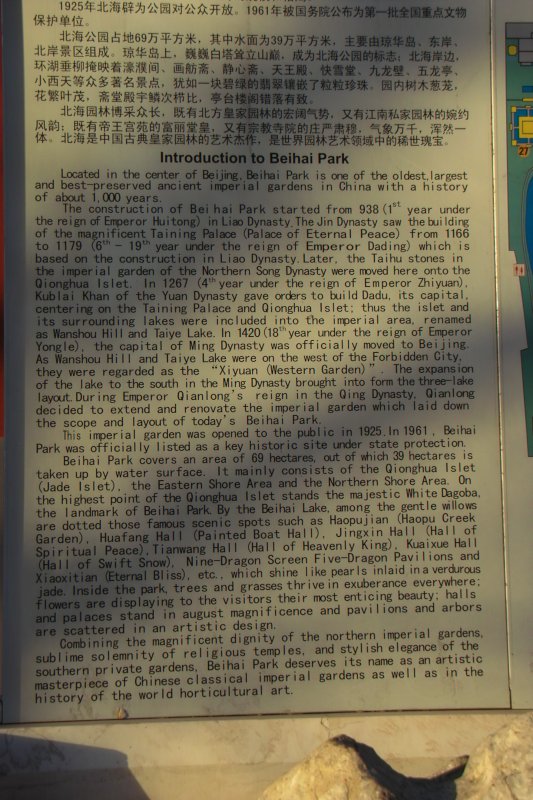 1925年北海辟为公园对公众开放。1961年被国务院公布为第一批全国重点文物
保护单位。
北海公园占地69万平方米，其中水面为39万平方米，主要由琼华岛、东岸、
北岸景区组成。琼华岛上，巍巍白塔耸立山巅，成为北海公园的标志；北海岸边，
环湖垂柳掩映着濠濮间、画舫斋、静心斋、天王殿、快雪堂、九龙壁、五龙亭、
小西天等众多著名景点，犹如一块碧绿的翡翠镶嵌了粒粒珍珠。园内树木葱茏，
花繁叶茂，斋堂殿宇鳞次栉比，亭台楼阁错落有致。
北海园林博采众长，既有北方皇家园林的宏阔气势，又有江南私家园林的婉约
风韵；既有帝王宫苑的富丽堂皇，又有宗教寺院的庄严肃穆，气象万千，浑然一
体。北海是中国古典皇家园林的艺术杰作，是世界园林艺术领域中的稀世瑰宝。
Introduction to Beihai Park
Located in the center of Beijing, Beihai Park is one of the oldest,largest
and best-preserved ancient imperial gardens in China with a history
of about 1,000 years.
The construction of Beihai Park started from 938(1st year under
the reign of Emperor Huitong) in Liao Dynasty.The Jin Dynasty saw the building
of the magnificent Taining Palace (Palace of Eternal Peace) from 1166
to 1179 (6th - 19th year under the reign of Emperor Dading) which is
based on the construction in Liao Dynasty.Later, the Taihu stones in
the imperial garden of the Northern Song Dynasty were moved here onto the
Qionghua Islet. In 1267 (4th year under the reign of Emperor Zhiyuan),
Kublai Khan of the Yuan Dynasty gave orders to build Dadu, its capital,
centering on the Taining Palace and Qionghua Islet; thus the islet and
its surrounding lakes were included into the imperial area, renamed
as Wanshou Hill and Taiye Lake. In 1420(18th year under the reign of Emperor
Yongle), the capital of Ming Dynasty was officially moved to Beijing.
As Wanshou Hill and Taiye Lake were on the west of the Forbidden City,
they were regarded as the “Xiyuan (Western Garden)”. The expansion
of the lake to the south in the Ming Dynasty brought into form the three-lake
layout.During Emperor Qianlong's reign in the Qing Dynasty, Qianlong
decided to extend and renovate the imperial garden which laid down
the scope and layout of today's Beihai Park.
This imperial garden was opened to the public in 1925.In 1961, Beihai
Park was officially listed as a key historic site under state protection.
Beihai Park covers an area of 69 hectares, out of which 39 hectares is
taken up by water surface. It mainly consists of the Qionghua Islet
(Jade Islet), the Eastern Shore Area and the Northern Shore Area. On
the highest point of the Qionghua Islet stands the majestic White Dagoba,
the landmark of Beihai Park. By the Beihai Lake, among the gentle willows
are dotted those famous scenic spots such as Haopujian (Haopu Creek
Garden), Huafang Hall (Painted Boat Hall), Jingxin Hall (Hall of
Spiritual Peace),Tianwang Hall (Hall of Heavenly King), Kuaixue Hall
(Hall of Swift Snow), Nine-Dragon Screen Five-Dragon Pavilions and
Xiaoxitian (Eternal Bliss), etc., which shine like pearls inlaid in a verdurous
jade. Inside the park, trees and grasses thrive in exuberance everywhere;
flowers are displaying to the visitors their most enticing beauty; halls
and palaces stand in august magnificence and pavilions and arbors
are scattered in an artistic design.
Combining the magnificent dignity of the northern imperial gardens,
sublime solemnity of religious temples, and stylish elegance of the
southern private gardens, Beihai Park deserves its name as an artistic
masterpiece of Chinese classical imperial gardens as well as in the
history of the world horticultural art.
27